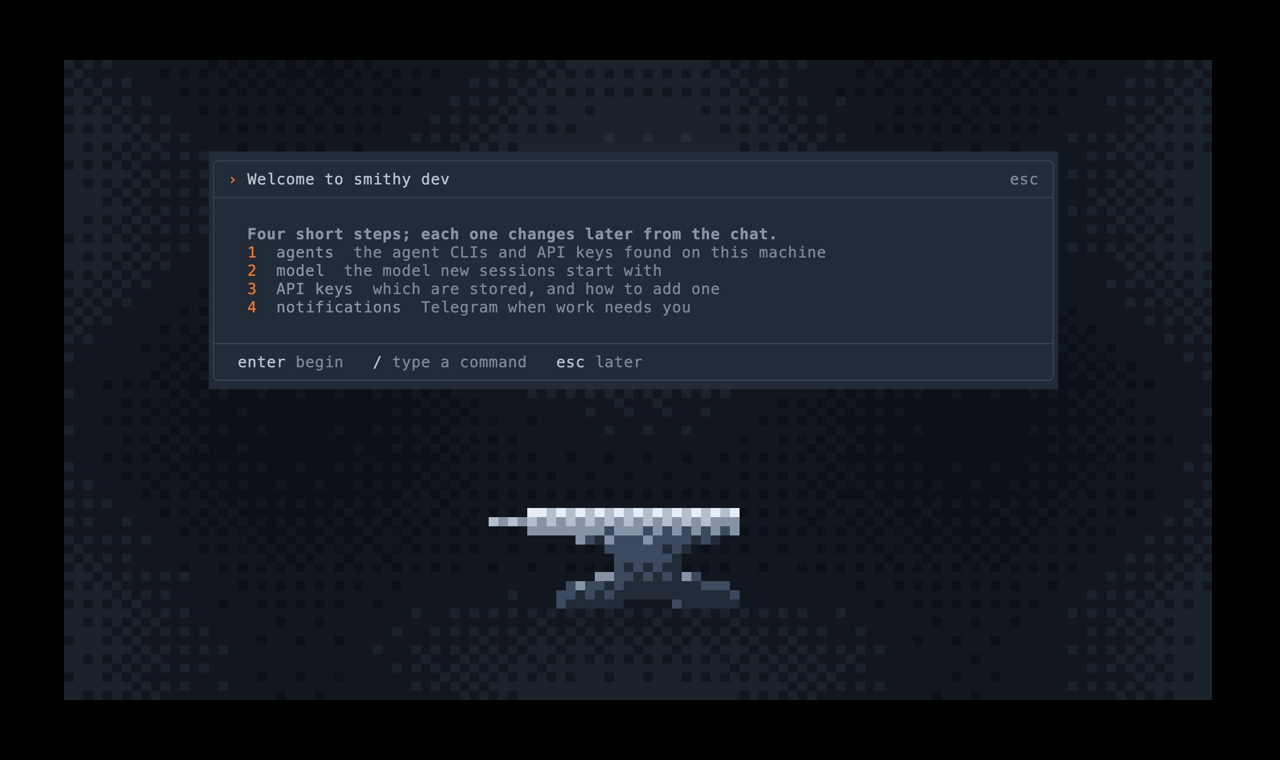 › Welcome to smithy dev esc
Four short steps; each one changes later from the chat.
1 agents the agent CLIs and API keys found on this machine
2 model the model new sessions start with
3 API keys which are stored, and how to add one
4 notifications Telegram when work needs you
enter begin / type a command esc later